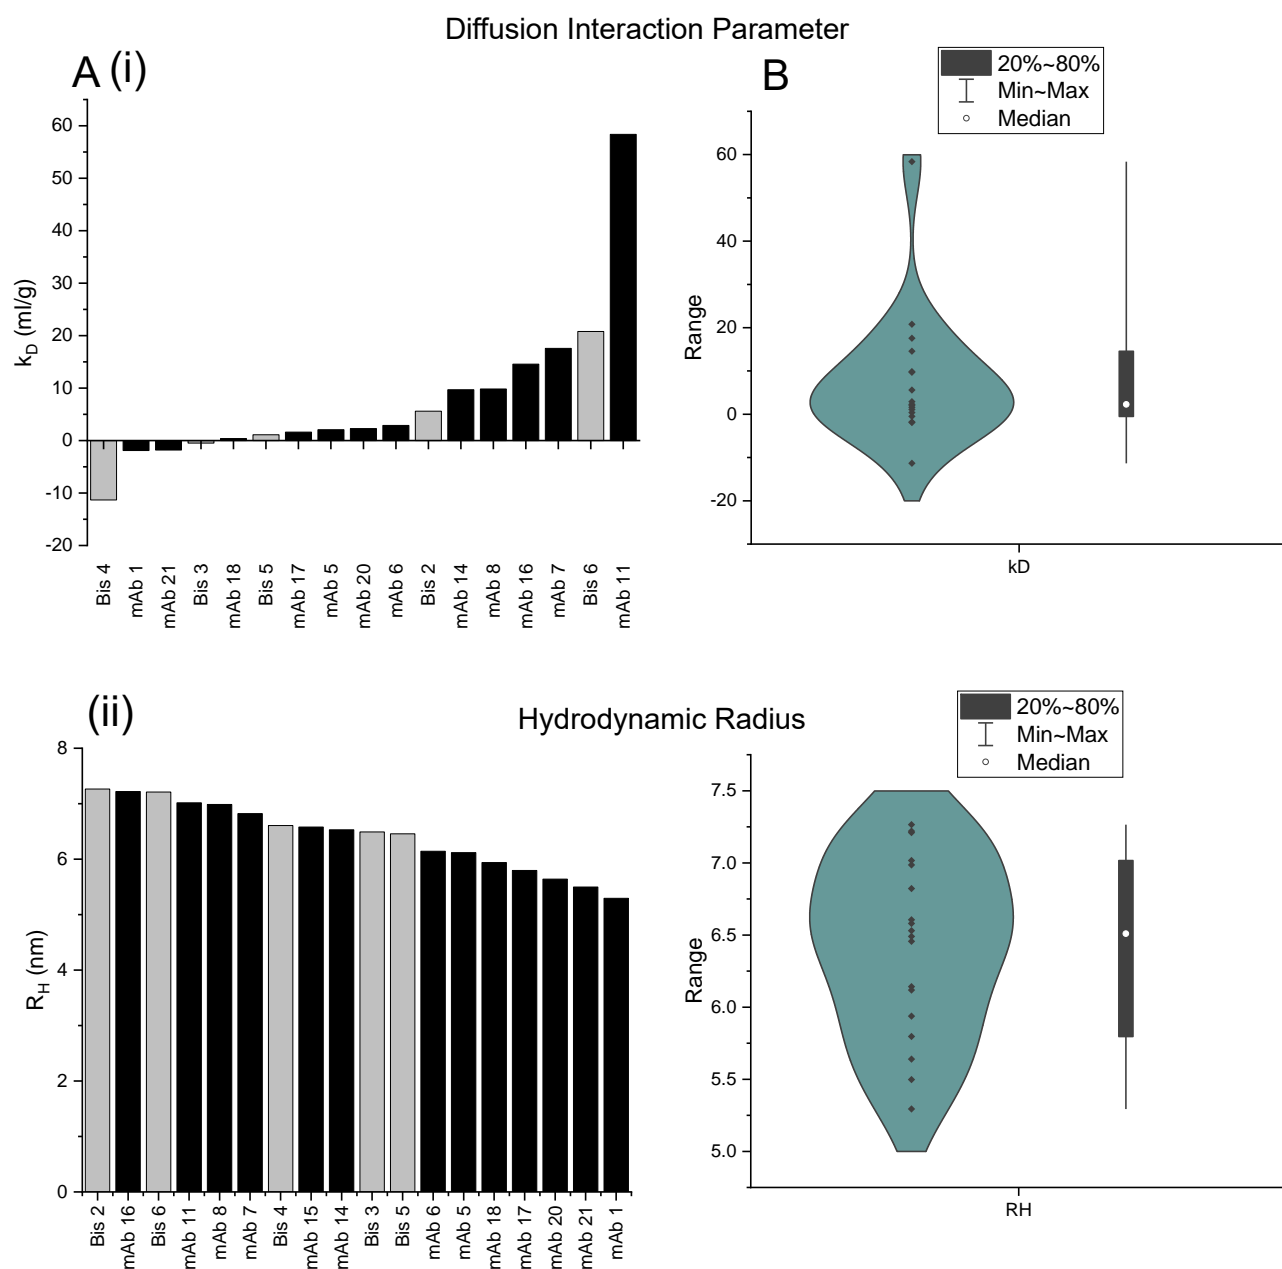 Diffusion Interaction Parameter
A (i)
60
50
40
30
20
10
0
-10
-20
kD (ml/g)
Bis 4
mAb 1
mAb 21
Bis 3
mAb 18
Bis 5
mAb 17
mAb 5
mAb 20
mAb 6
Bis 2
mAb 14
mAb 8
mAb 16
mAb 7
Bis 6
mAb 11
B
20%~80%
Min~Max
Median
60
40
20
0
-20
Range
kD
(ii)
Hydrodynamic Radius
8
6
4
2
0
RH (nm)
Bis 2
mAb 16
Bis 6
mAb 11
mAb 8
mAb 7
Bis 4
mAb 15
mAb 14
Bis 3
Bis 5
mAb 6
mAb 5
mAb 18
mAb 17
mAb 20
mAb 21
mAb 1
20%~80%
Min~Max
Median
7.5
7.0
6.5
6.0
5.5
5.0
Range
RH